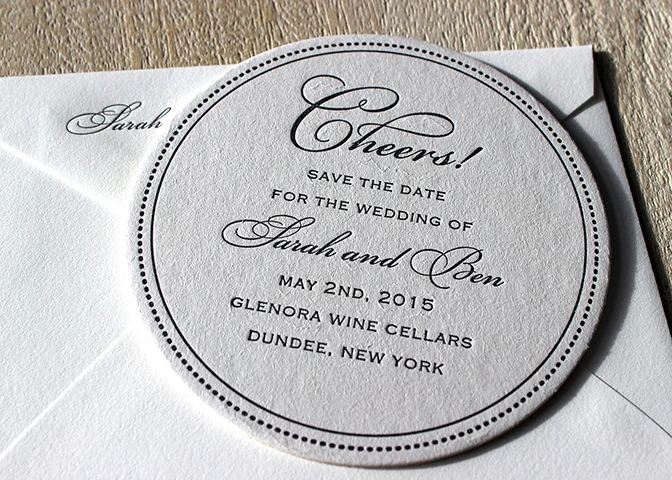 Sarah
Cheers!
SAVE THE DATE
FOR THE WEDDING OF
Sarah and Ben
MAY 2ND, 2015
GLENORA WINE CELLARS
DUNDEE, NEW YORK